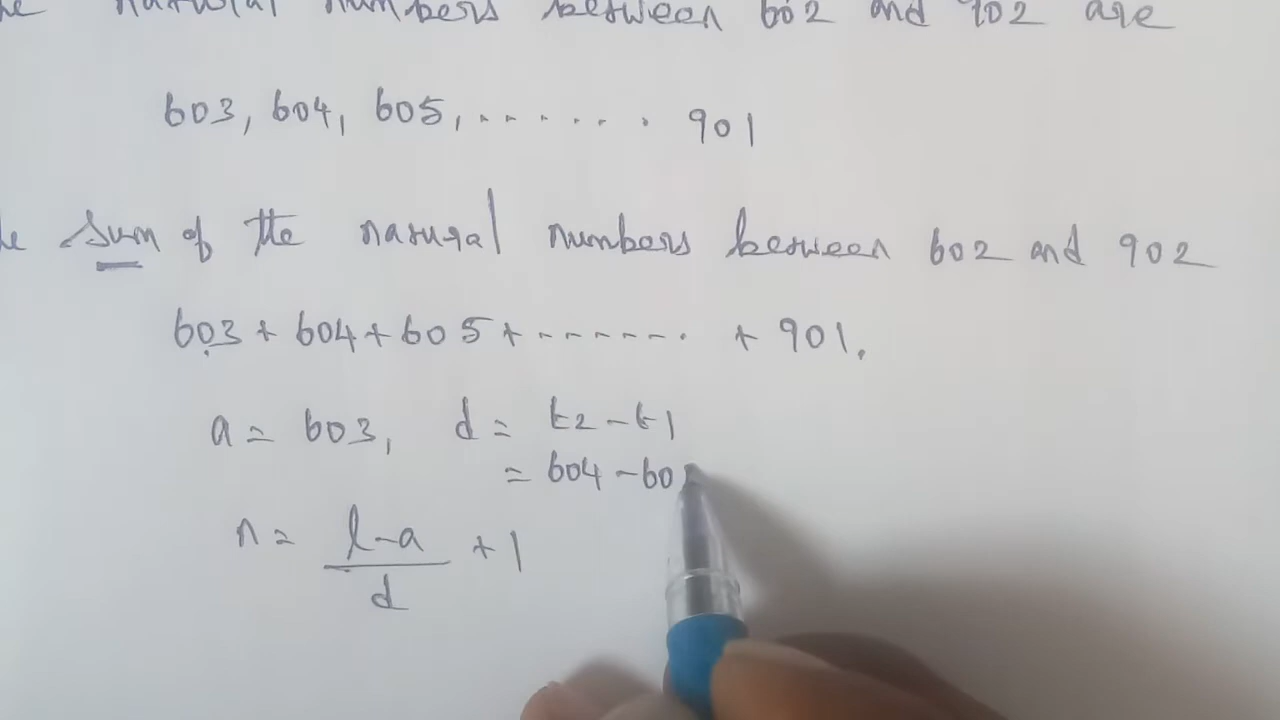 natural numbers between 602 and 902 are
603, 604, 605, ....... 901
Sum of the natural numbers between 602 and 902
603 + 604 + 605 + ....... + 901.
a = 603, d = t2 - t1
= 604 - 60
n = l-a / d + 1